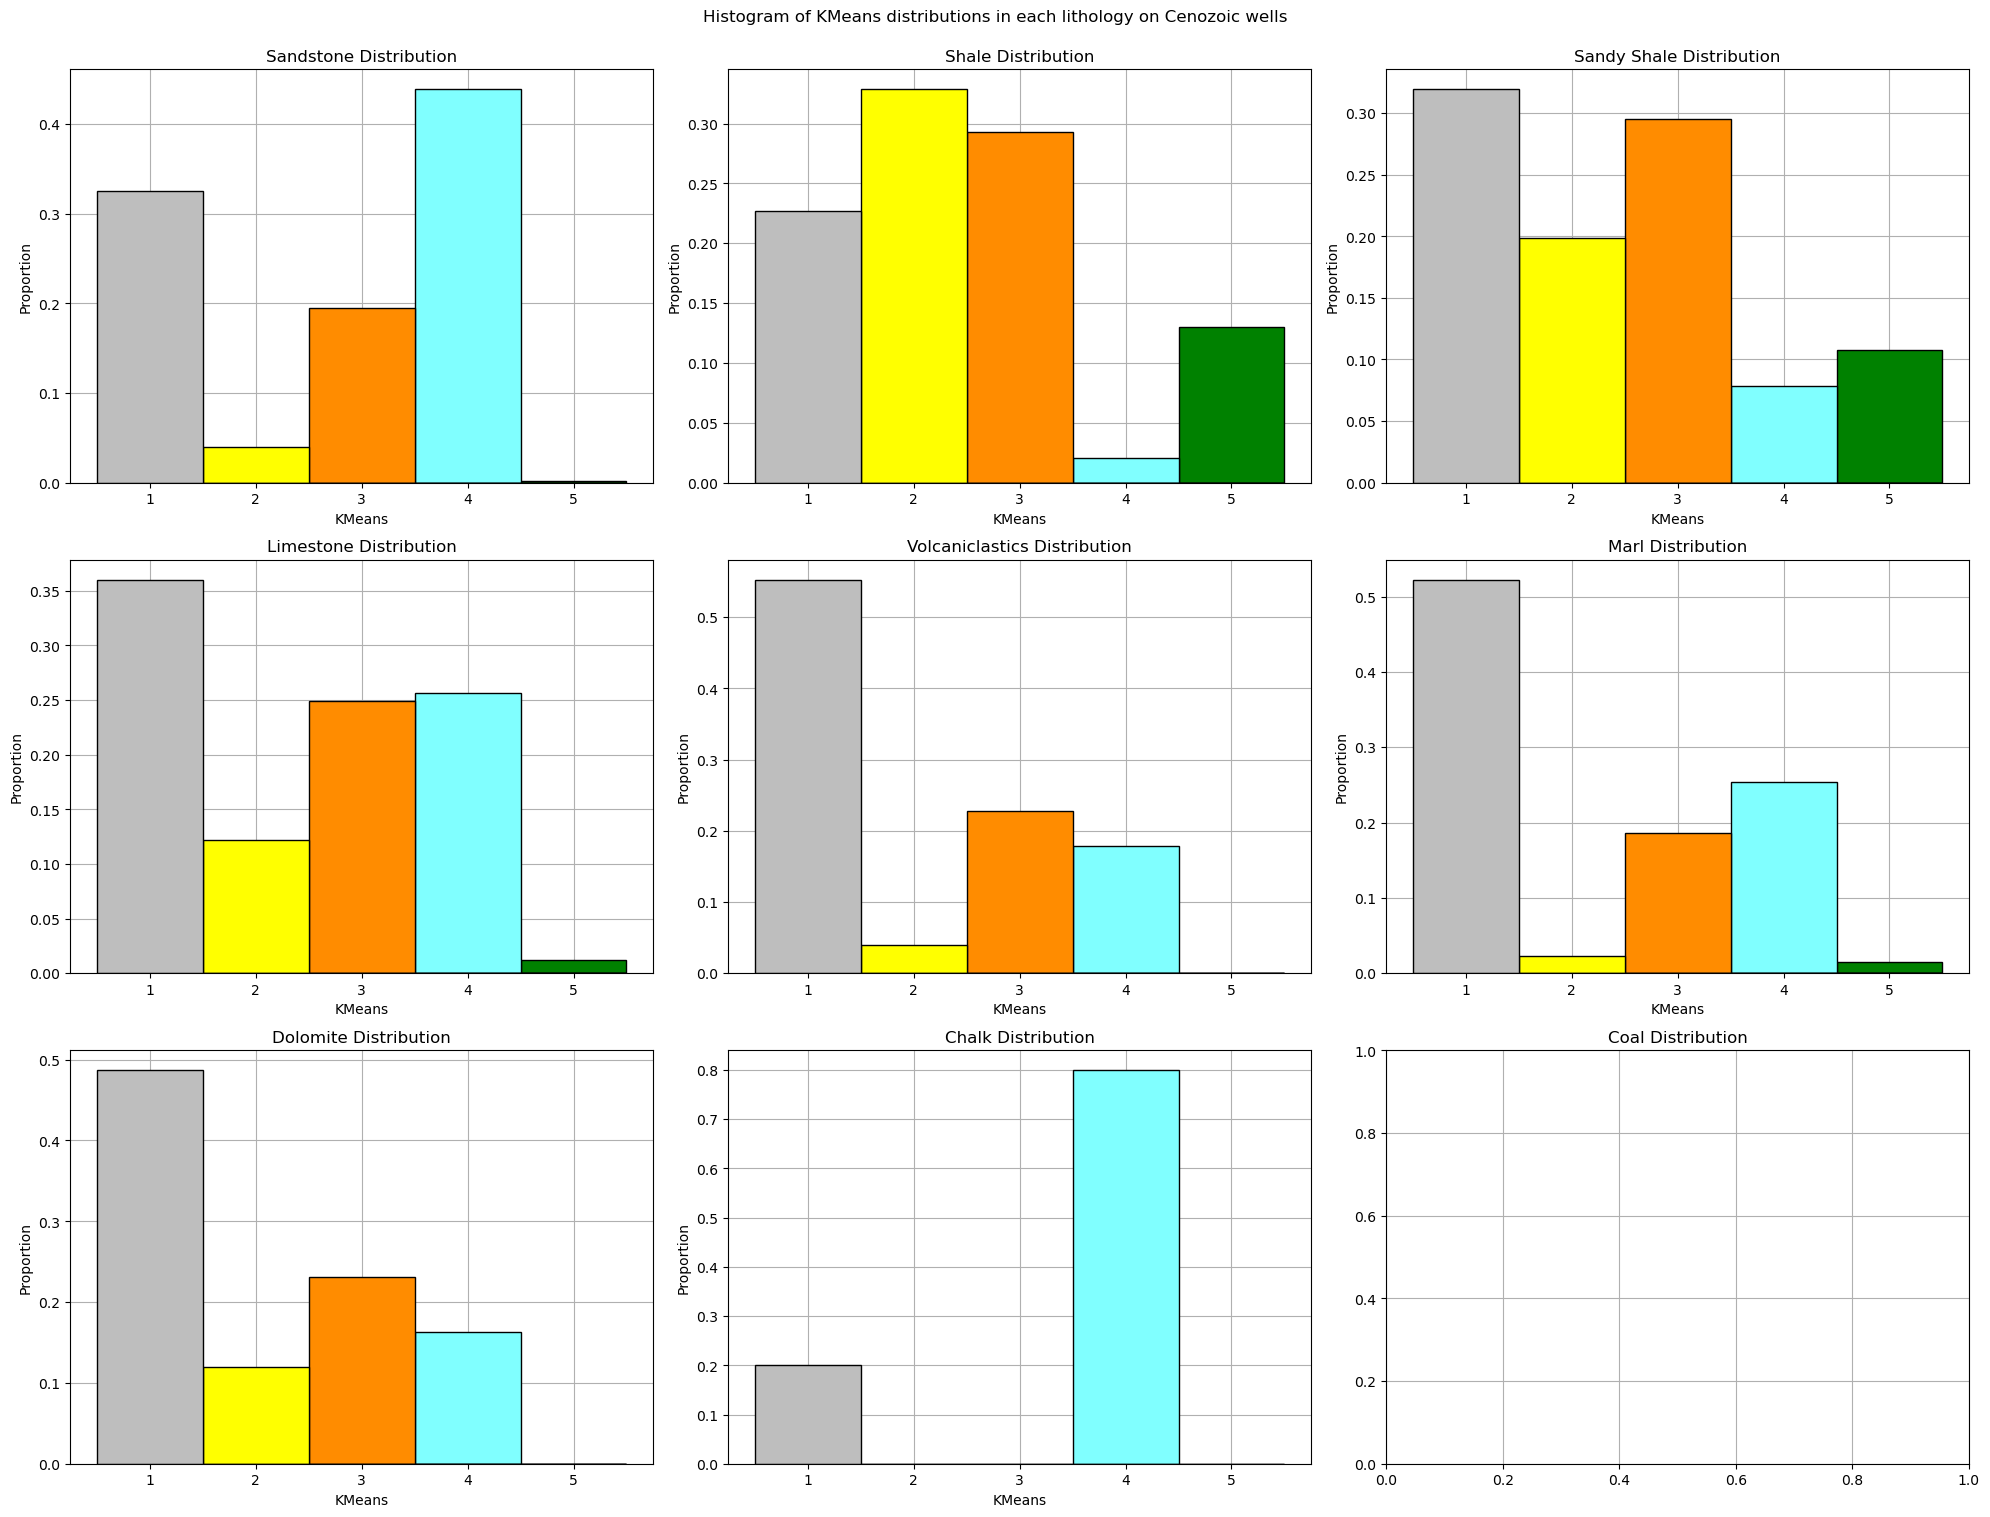 Histogram of KMeans distributions in each lithology on Cenozoic wells
Sandstone Distribution
Proportion
0.4
0.3
0.2
0.1
0.0
1 2 3 4 5
KMeans
Shale Distribution
Proportion
0.30
0.25
0.20
0.15
0.10
0.05
0.00
1 2 3 4 5
KMeans
Sandy Shale Distribution
Proportion
0.30
0.25
0.20
0.15
0.10
0.05
0.00
1 2 3 4 5
KMeans
Limestone Distribution
Proportion
0.35
0.30
0.25
0.20
0.15
0.10
0.05
0.00
1 2 3 4 5
KMeans
Volcaniclastics Distribution
Proportion
0.5
0.4
0.3
0.2
0.1
0.0
1 2 3 4 5
KMeans
Marl Distribution
Proportion
0.5
0.4
0.3
0.2
0.1
0.0
1 2 3 4 5
KMeans
Dolomite Distribution
Proportion
0.5
0.4
0.3
0.2
0.1
0.0
1 2 3 4 5
KMeans
Chalk Distribution
Proportion
0.8
0.7
0.6
0.5
0.4
0.3
0.2
0.1
0.0
1 2 3 4 5
KMeans
Coal Distribution
1.0
0.8
0.6
0.4
0.2
0.0
0.0 0.2 0.4 0.6 0.8 1.0